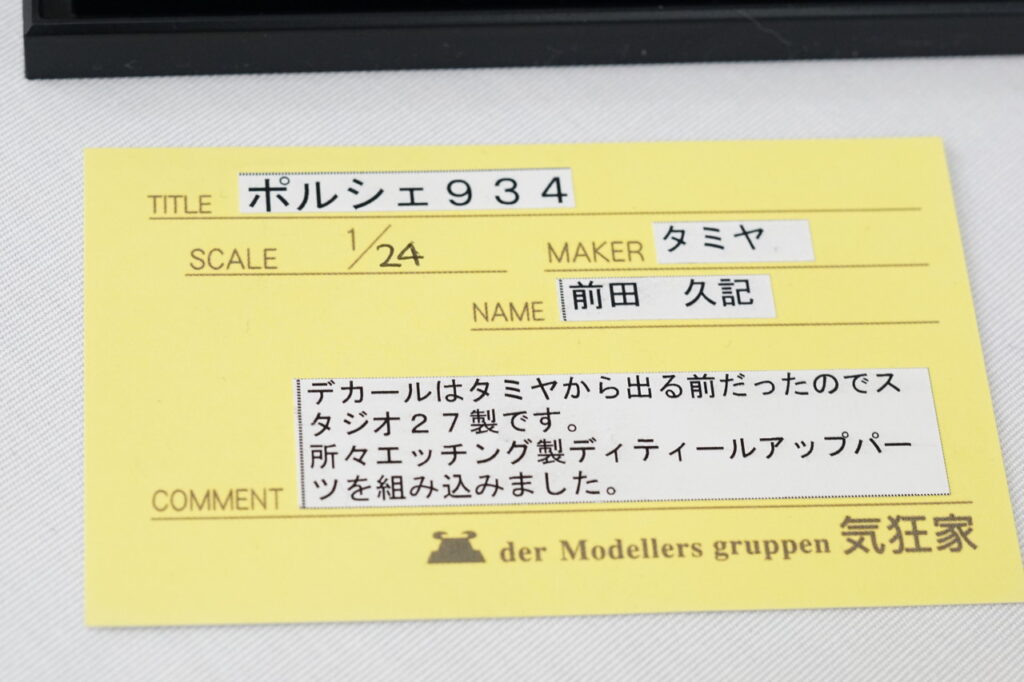 TITLE ポルシェ９３４
SCALE 1/24 MAKER タミヤ
NAME 前田　久記
デカールはタミヤから出る前だったのでス
タジオ２７製です。
所々エッチング製ディティールアップパー
ツを組み込みました。
COMMENT
der Modellers gruppen 気狂家